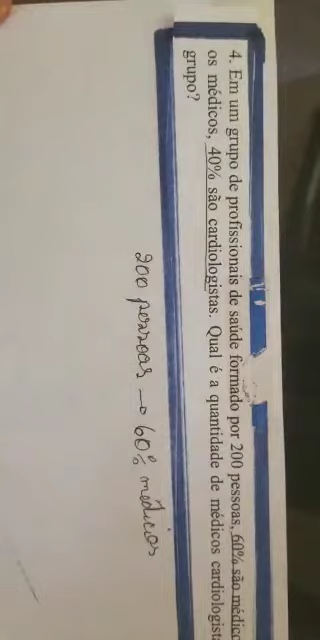 4. Em um grupo de profissionais de saúde formado por 200 pessoas, 60% são médic
os médicos, 40% são cardiologistas. Qual é a quantidade de médicos cardiologist
grupo?
200 pessoas → 60% médicos